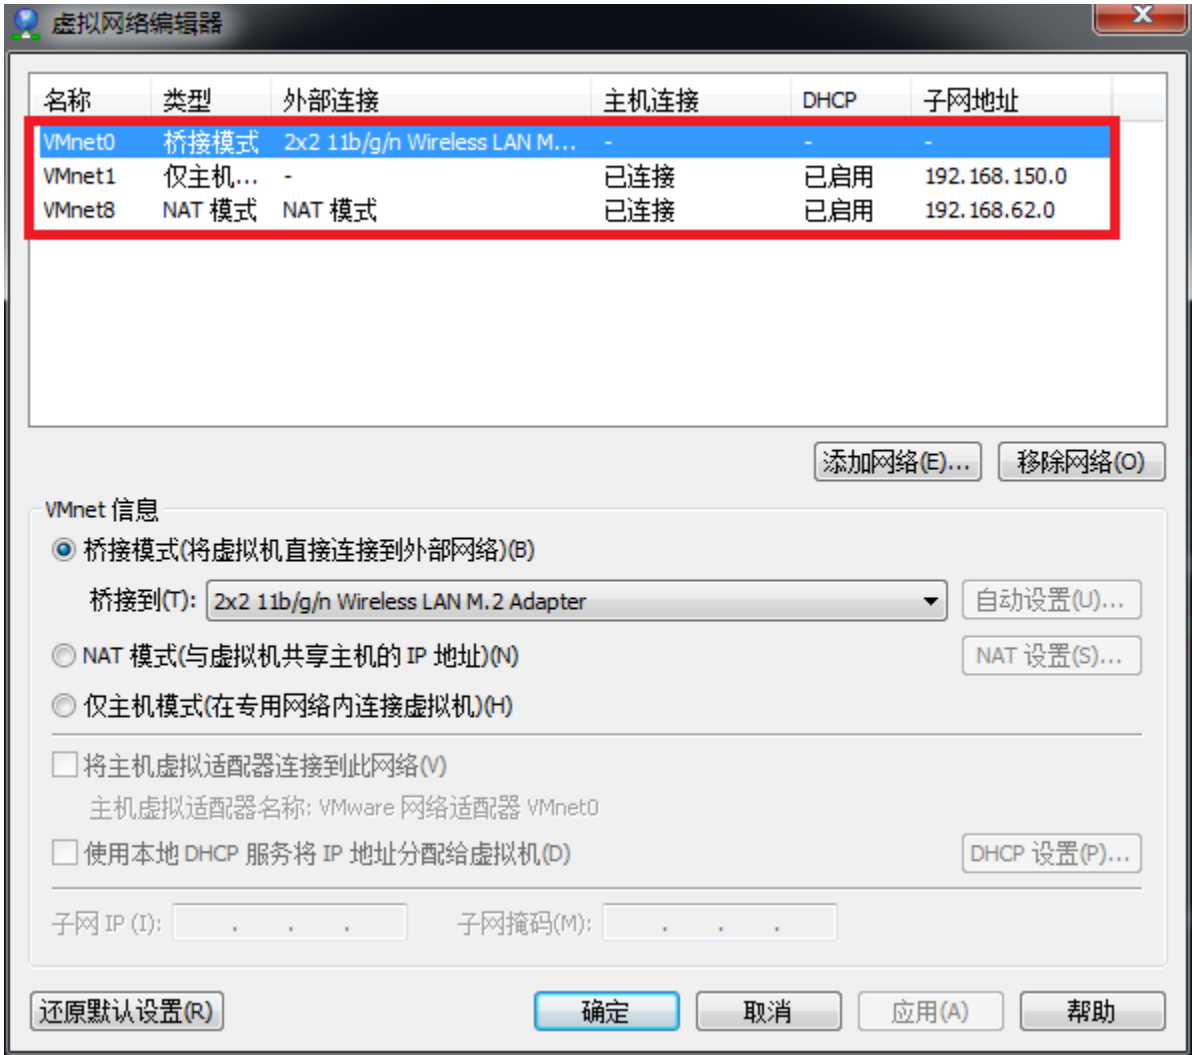 虚拟网络编辑器
名称 类型 外部连接 主机连接 DHCP 子网地址
VMnet0 桥接模式 2x2 11b/g/n Wireless LAN M... - - -
VMnet1 仅主机... - 已连接 已启用 192.168.150.0
VMnet8 NAT 模式 NAT 模式 已连接 已启用 192.168.62.0
添加网络(E)... 移除网络(O)
VMnet 信息
桥接模式(将虚拟机直接连接到外部网络)(B)
桥接到(T): 2x2 11b/g/n Wireless LAN M.2 Adapter 自动设置(U)...
NAT 模式(与虚拟机共享主机的 IP 地址)(N) NAT 设置(S)...
仅主机模式(在专用网络内连接虚拟机)(H)
将主机虚拟适配器连接到此网络(V)
主机虚拟适配器名称: VMware 网络适配器 VMnet0
使用本地 DHCP 服务将 IP 地址分配给虚拟机(D) DHCP 设置(P)...
子网 IP (I): . . . 子网掩码(M): . . .
还原默认设置(R) 确定 取消 应用(A) 帮助